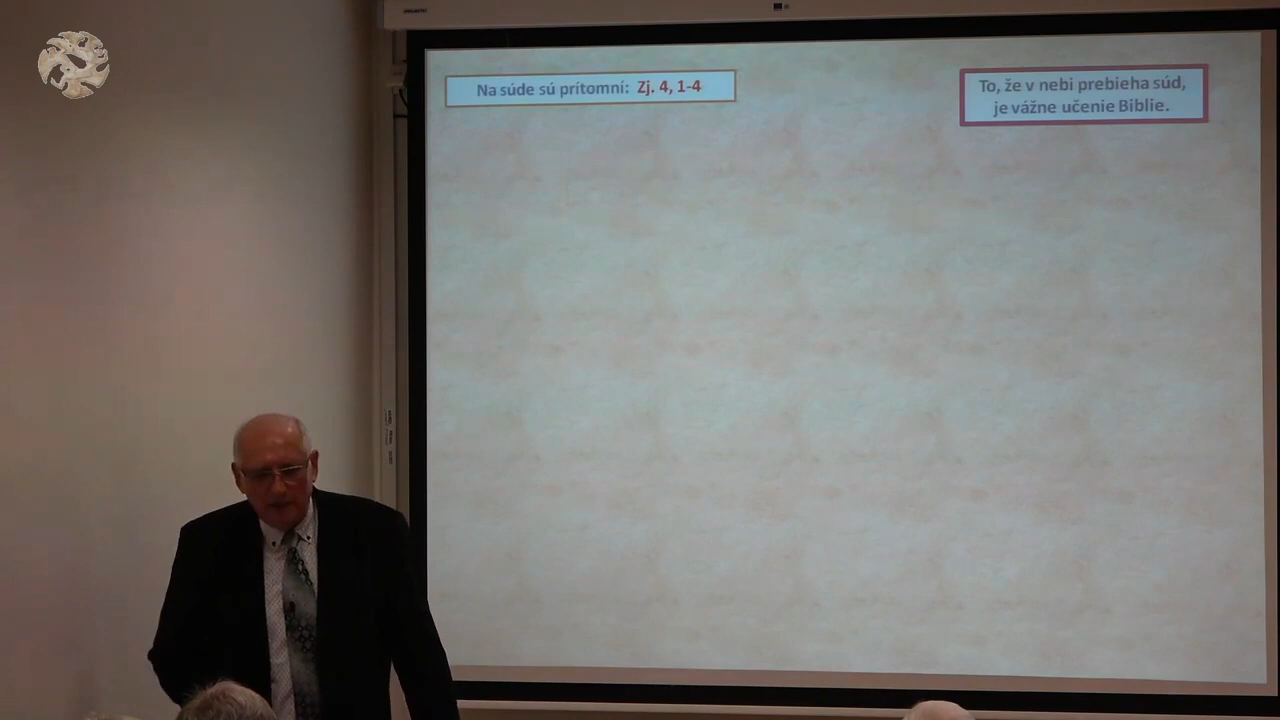 Na súde sú prítomní: Zj. 4, 1-4
To, že v nebi prebieha súd,
je vážne učenie Biblie.